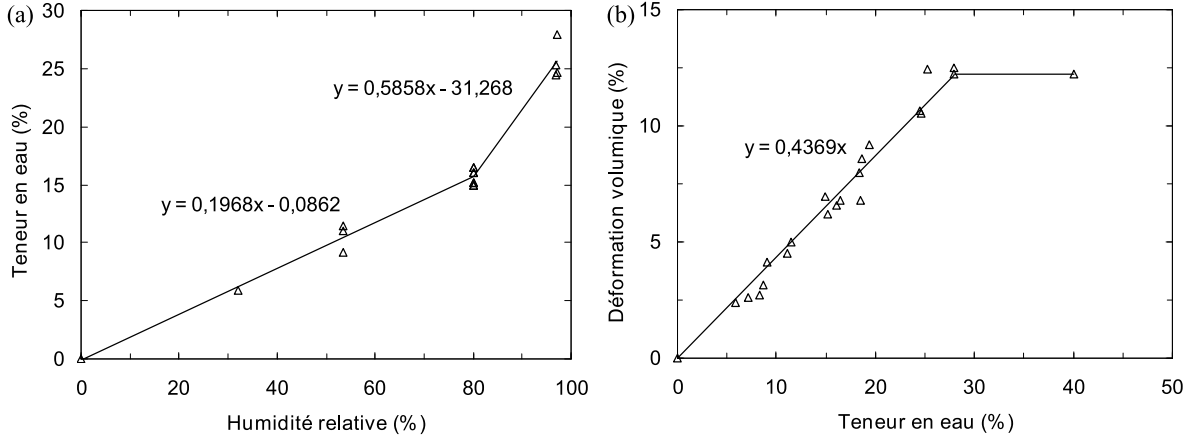 (a)
30
25
20
15
10
5
0
Teneur en eau (%)
y = 0,5858x - 31,268
y = 0,1968x - 0,0862
0 20 40 60 80 100
Humidité relative (%)
(b)
15
10
5
0
Déformation volumique (%)
y = 0,4369x
0 10 20 30 40 50
Teneur en eau (%)